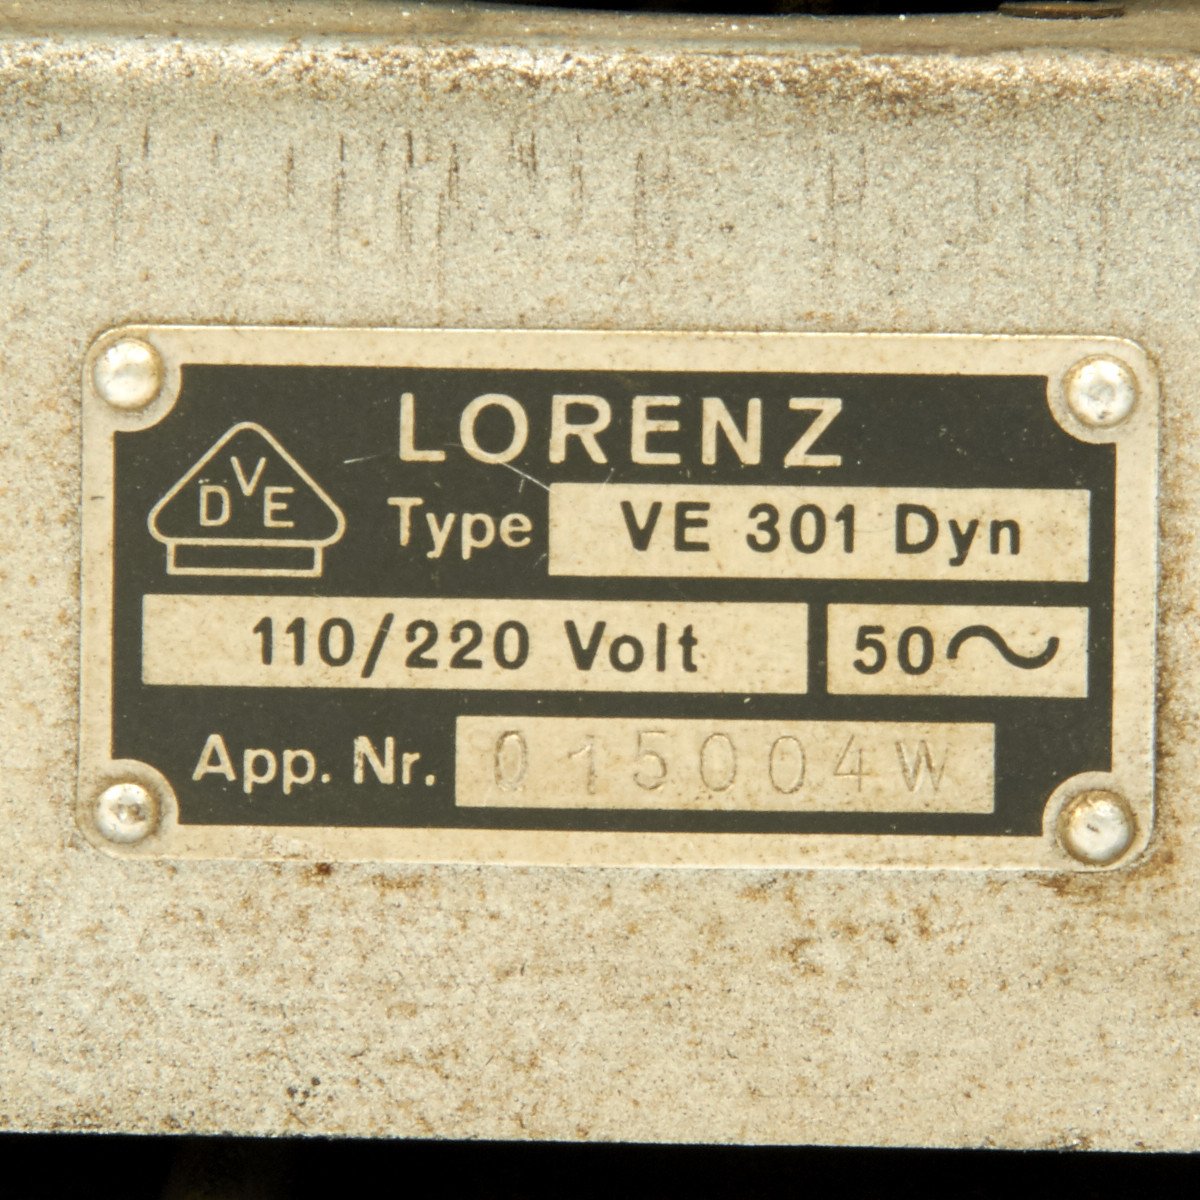 LORENZ
DVE
Type VE 301 Dyn
110/220 Volt 50~
App. Nr. 015004W